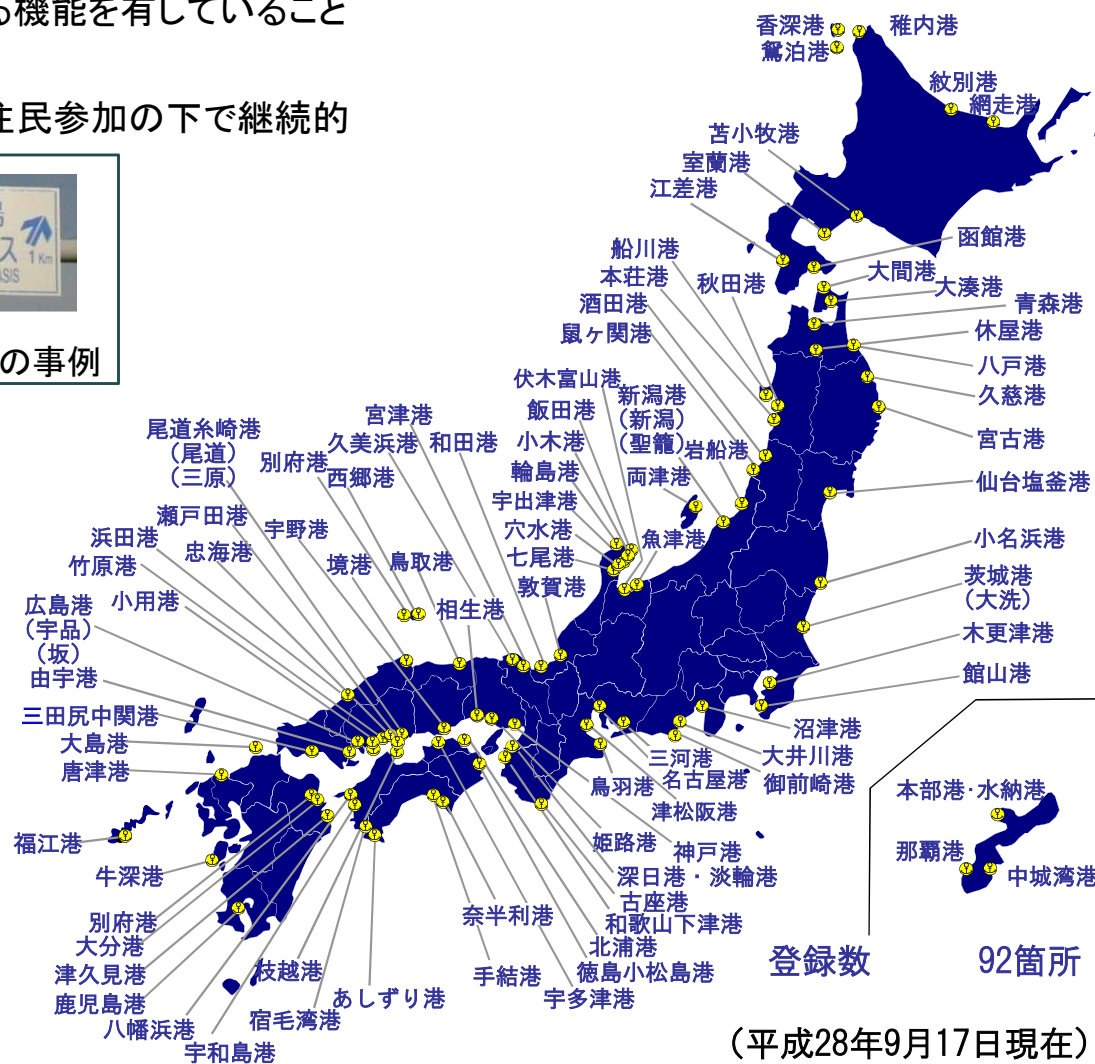 る機能を有していること
住民参加の下で継続的
ス
1Km
ASIS
の事例
香深港
稚内港
鴛泊港
紋別港
網走港
苫小牧港
室蘭港
江差港
函館港
船川港
大間港
本荘港
秋田港
大湊港
酒田港
青森港
鼠ヶ関港
休屋港
八戸港
久慈港
宮古港
仙台塩釜港
伏木富山港
新潟港
(新潟)
(聖籠)
飯田港
小木港
岩船港
輪島港
両津港
宇出津港
穴水港
魚津港
七尾港
敦賀港
宮津港
久美浜港
和田港
尾道糸崎港
(尾道)
(三原)
別府港
西郷港
瀬戸田港
宇野港
浜田港
忠海港
境港
鳥取港
竹原港
小用港
相生港
広島港
(宇品)
(坂)
由宇港
三田尻中関港
大島港
唐津港
福江港
牛深港
小名浜港
茨城港
(大洗)
木更津港
館山港
沼津港
大井川港
御前崎港
三河港
名古屋港
鳥羽港
津松阪港
姫路港
神戸港
深日港・淡輪港
古座港
和歌山下津港
北浦港
徳島小松島港
宇多津港
奈半利港
手結港
あしずり港
枝越港
宿毛湾港
別府港
大分港
津久見港
鹿児島港
八幡浜港
宇和島港
本部港・水納港
那覇港
中城湾港
登録数 92箇所
(平成28年9月17日現在)